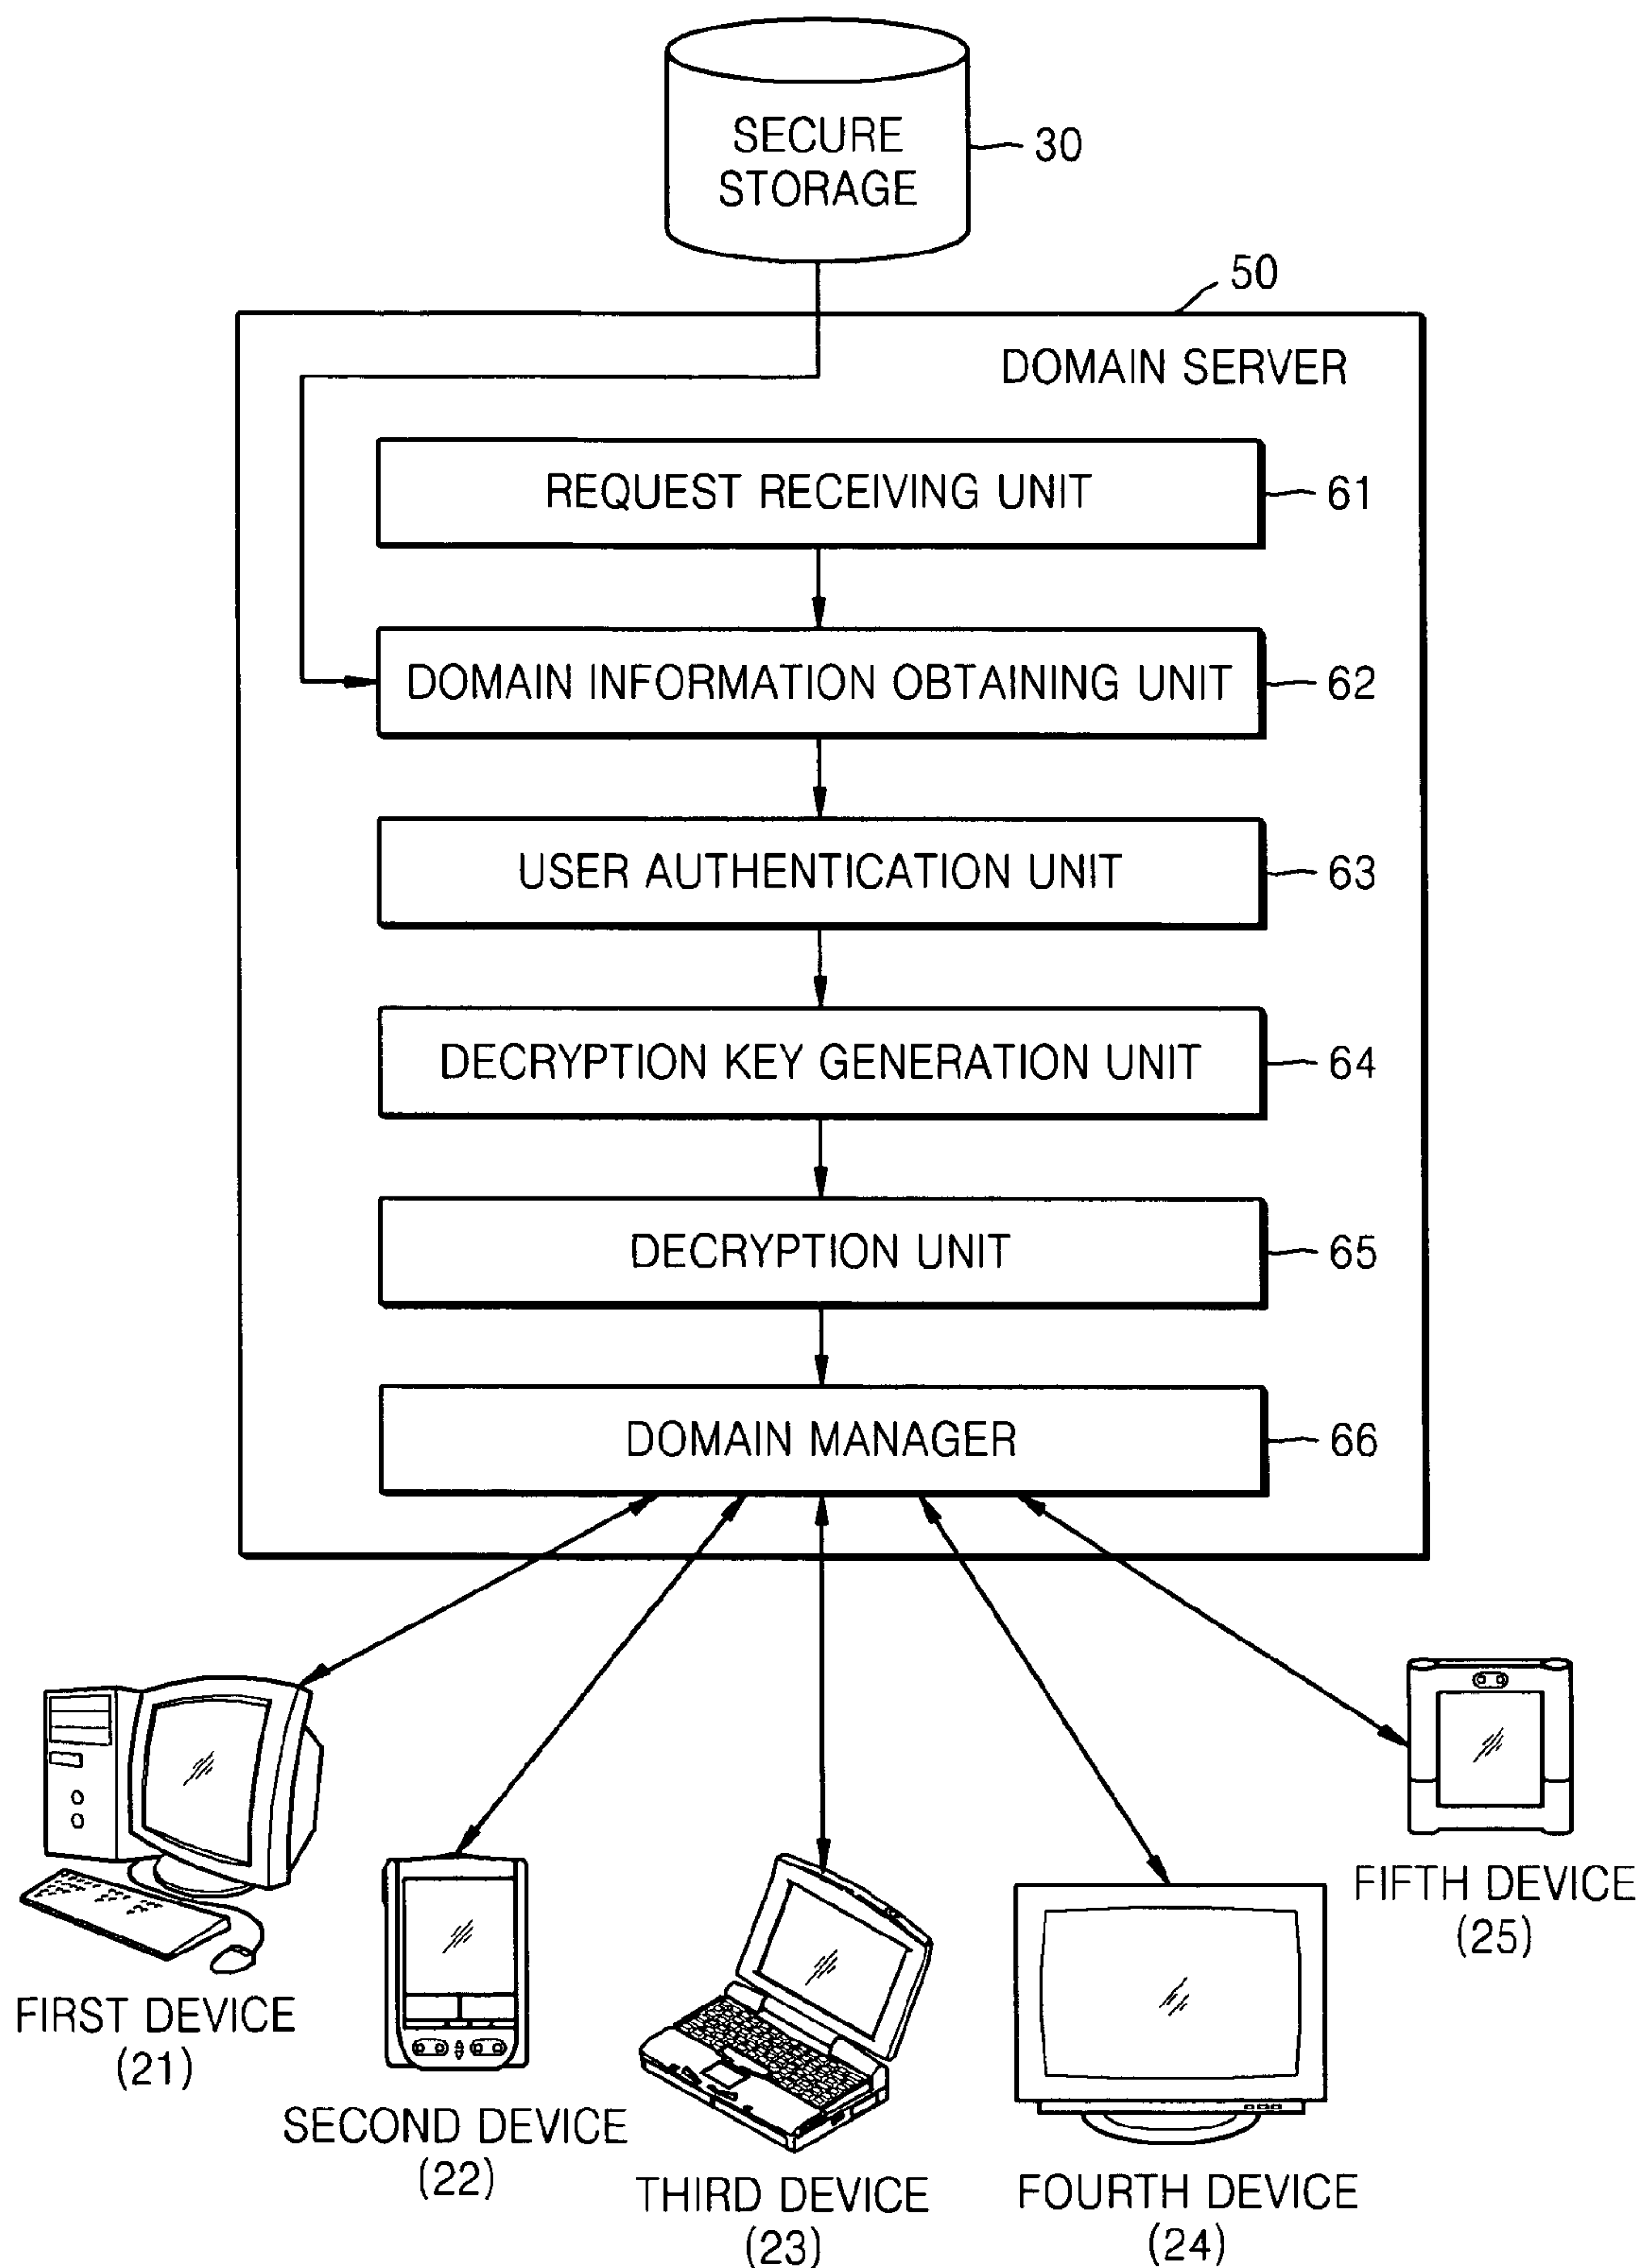 SECURE
STORAGE
30
50
DOMAIN SERVER
REQUEST RECEIVING UNIT
61
DOMAIN INFORMATION OBTAINING UNIT
62
USER AUTHENTICATION UNIT
63
DECRYPTION KEY GENERATION UNIT
64
DECRYPTION UNIT
65
DOMAIN MANAGER
66
FIRST DEVICE
(21)
SECOND DEVICE
(22)
THIRD DEVICE
(23)
FOURTH DEVICE
(24)
FIFTH DEVICE
(25)